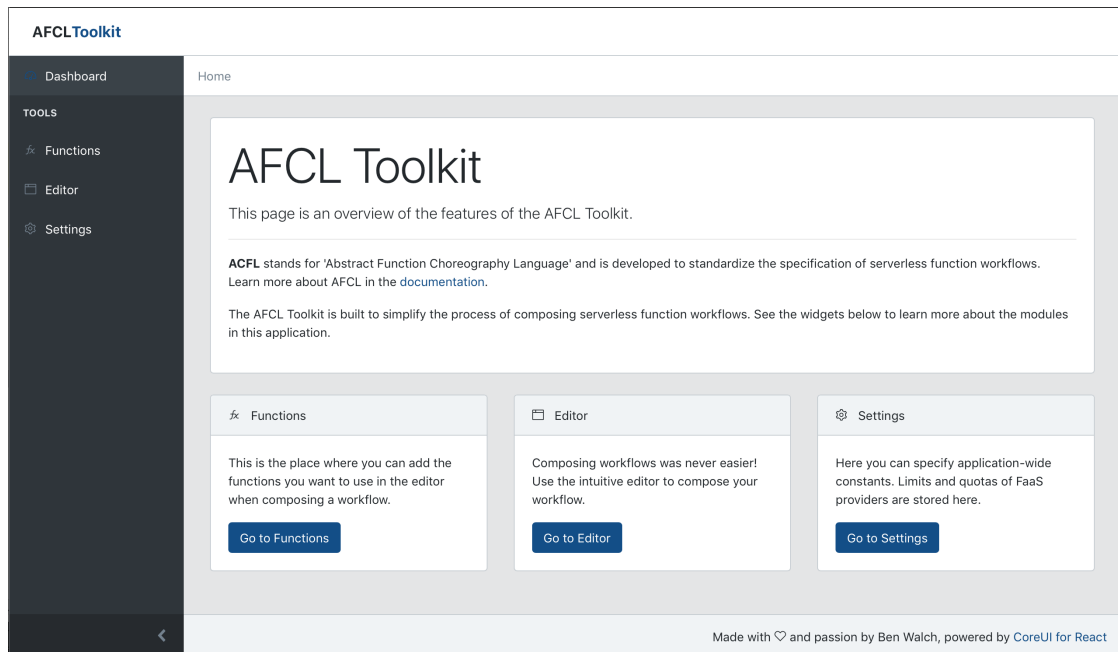 AFCLToolkit
Dashboard
Home
TOOLS
Functions
Editor
Settings
AFCL Toolkit
This page is an overview of the features of the AFCL Toolkit.
ACFL stands for 'Abstract Function Choreography Language' and is developed to standardize the specification of serverless function workflows.
Learn more about AFCL in the documentation.
The AFCL Toolkit is built to simplify the process of composing serverless function workflows. See the widgets below to learn more about the modules
in this application.
fx Functions
This is the place where you can add the
functions you want to use in the editor
when composing a workflow.
Go to Functions
Editor
Composing workflows was never easier!
Use the intuitive editor to compose your
workflow.
Go to Editor
Settings
Here you can specify application-wide
constants. Limits and quotas of FaaS
providers are stored here.
Go to Settings
Made with ♡ and passion by Ben Walch, powered by CoreUI for React